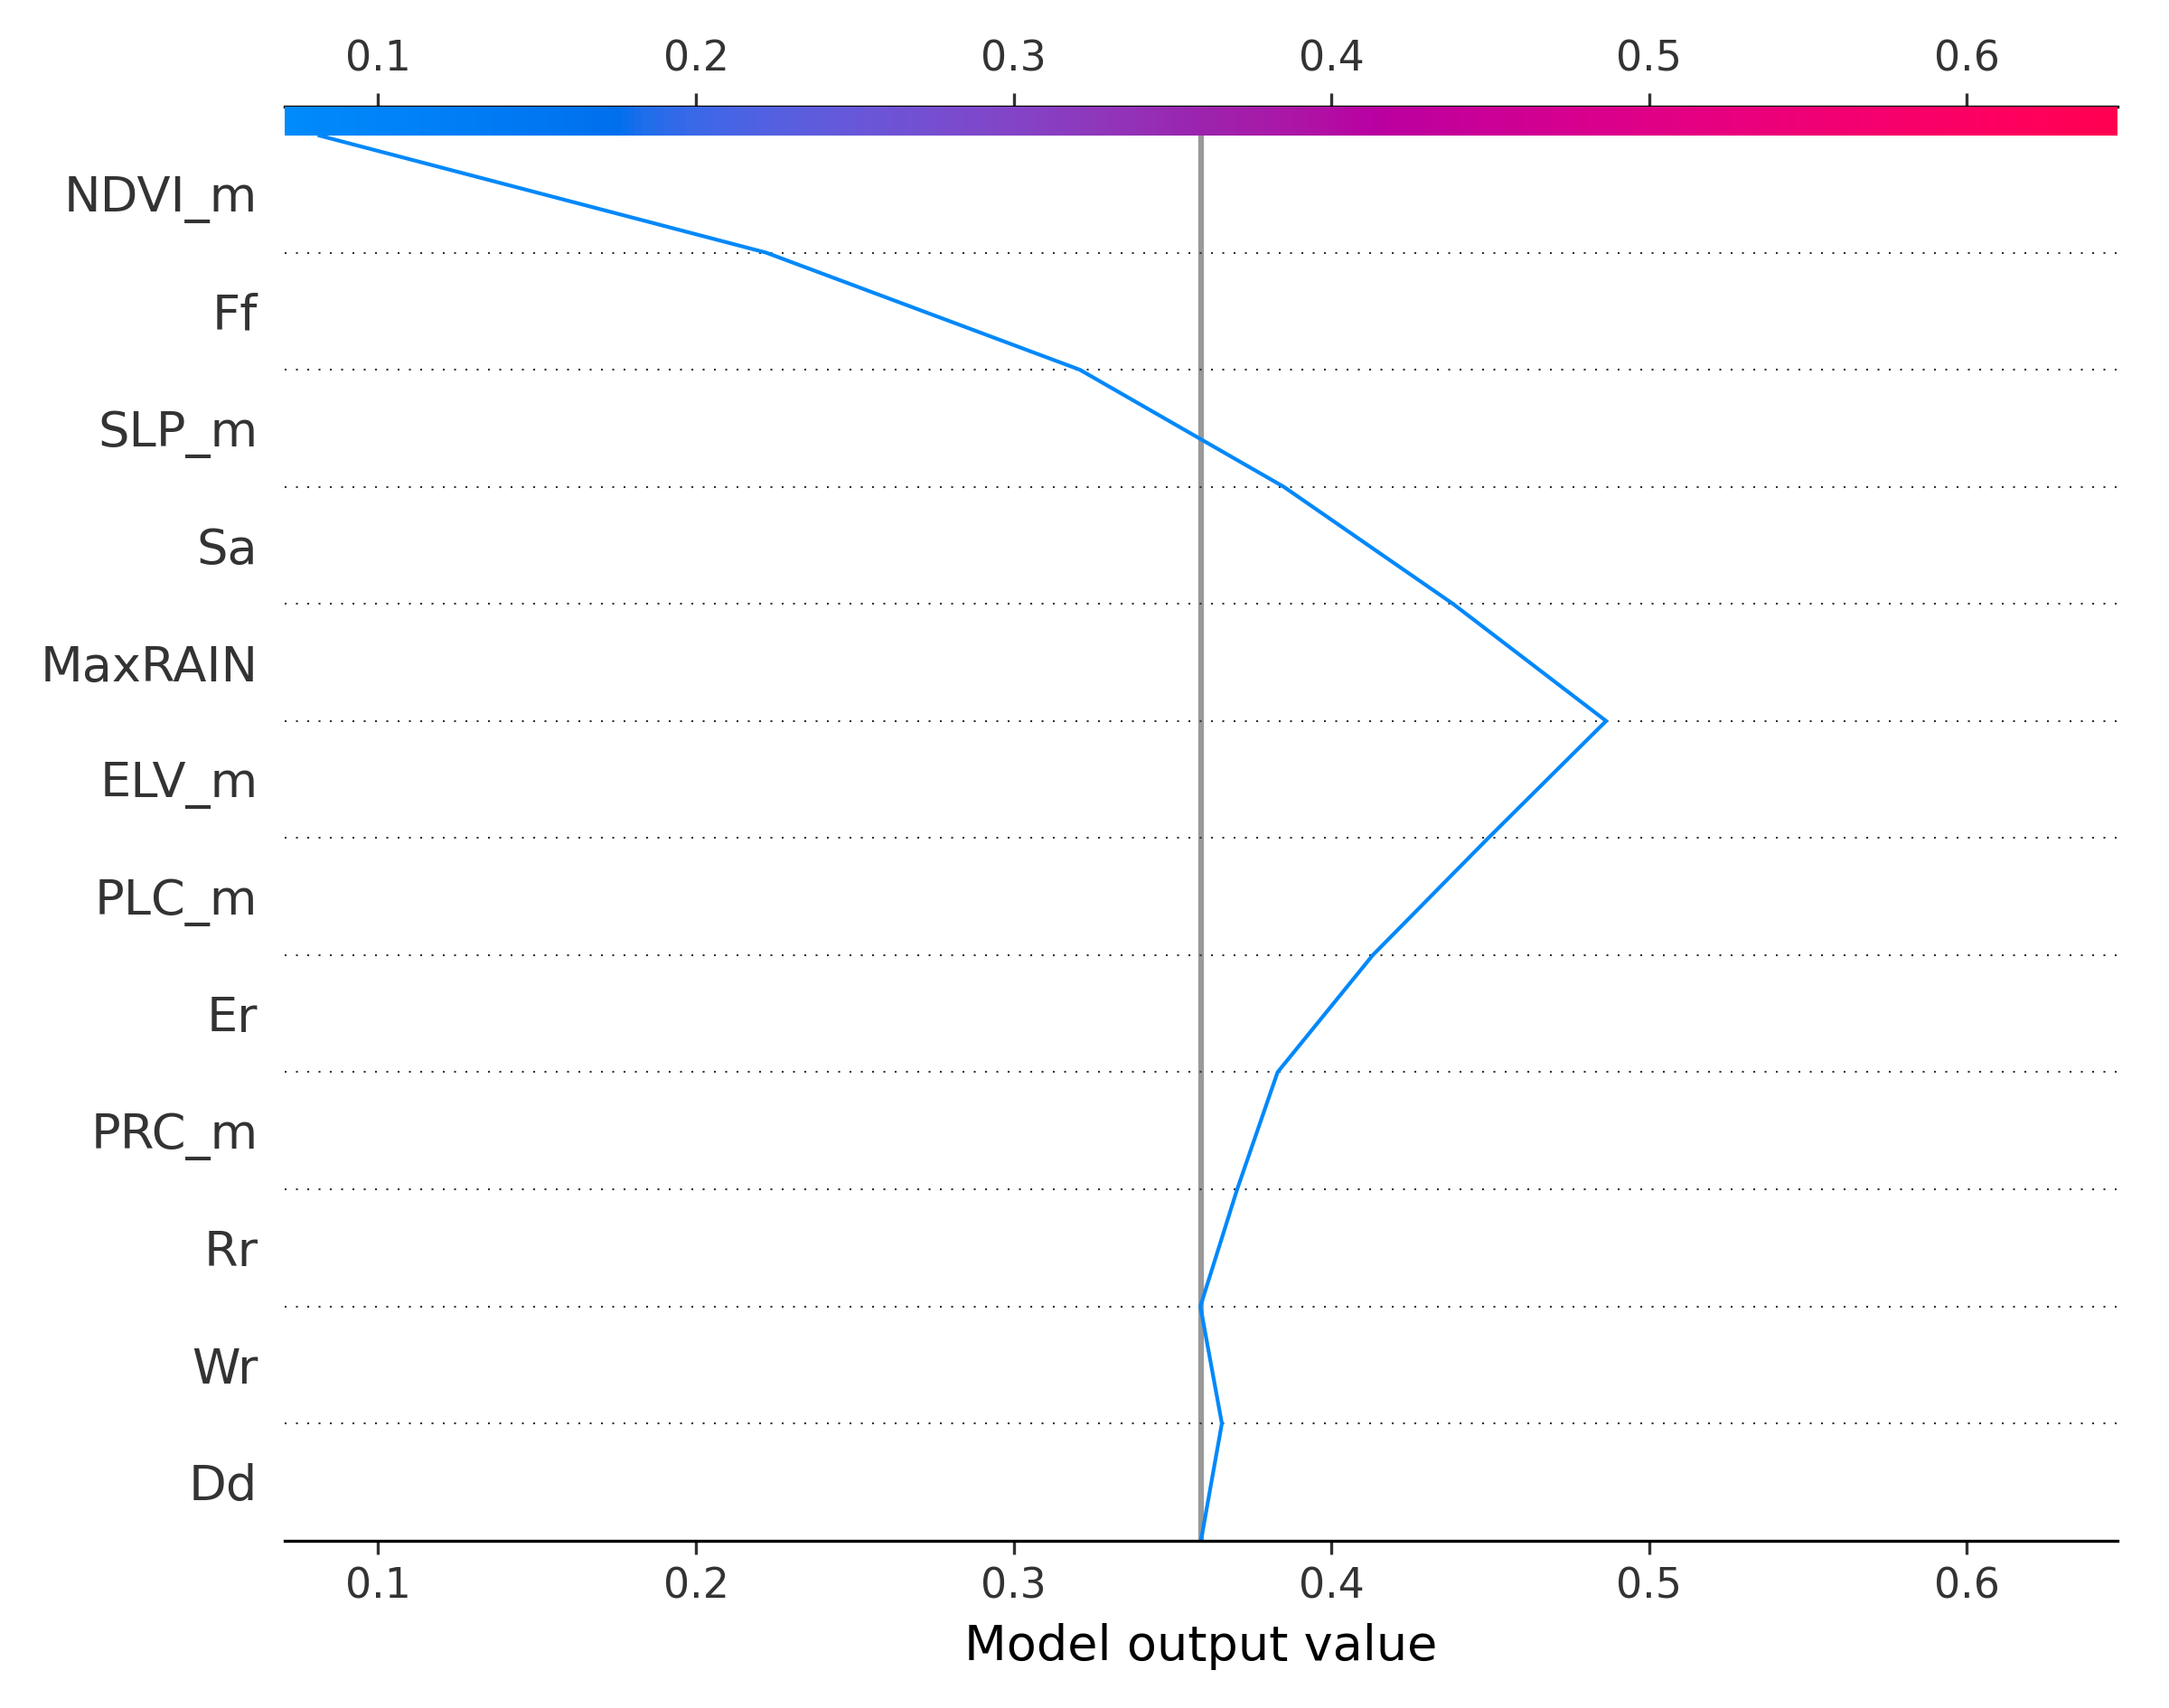 0.1 0.2 0.3 0.4 0.5 0.6
NDVI_m
Ff
SLP_m
Sa
MaxRAIN
ELV_m
PLC_m
Er
PRC_m
Rr
Wr
Dd
0.1 0.2 0.3 0.4 0.5 0.6
Model output value